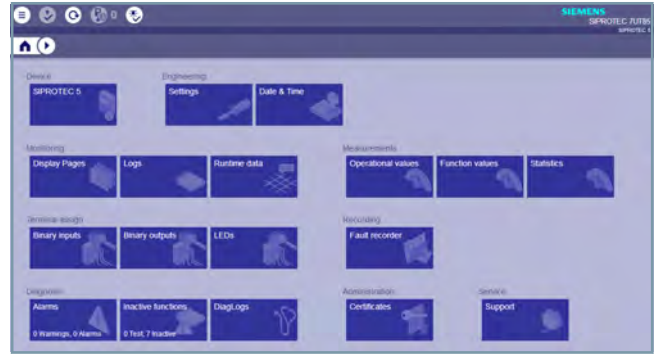 0
SIEMENS
SIPROTEC 7UT85
SIPROTEC 5
Device
Engineering
SIPROTEC 5
Settings
Date & Time
Monitoring
Measurements
Display Pages
Logs
Runtime data
Operational values
Function values
Statistics
Terminal assign
Recording
Binary inputs
Binary outputs
LEDs
Fault recorder
Diagnosis
Administration
Service
Alarms
Inactive functions
DiagLogs
Certificates
Support
0 Warnings, 0 Alarms
0 Test; 7 Inactive